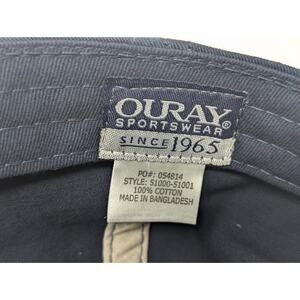 OURAY®
SPORTSWEAR
SINCE 1965
PO#: 054814
STYLE: 51000-51001
100% COTTON
MADE IN BANGLADESH